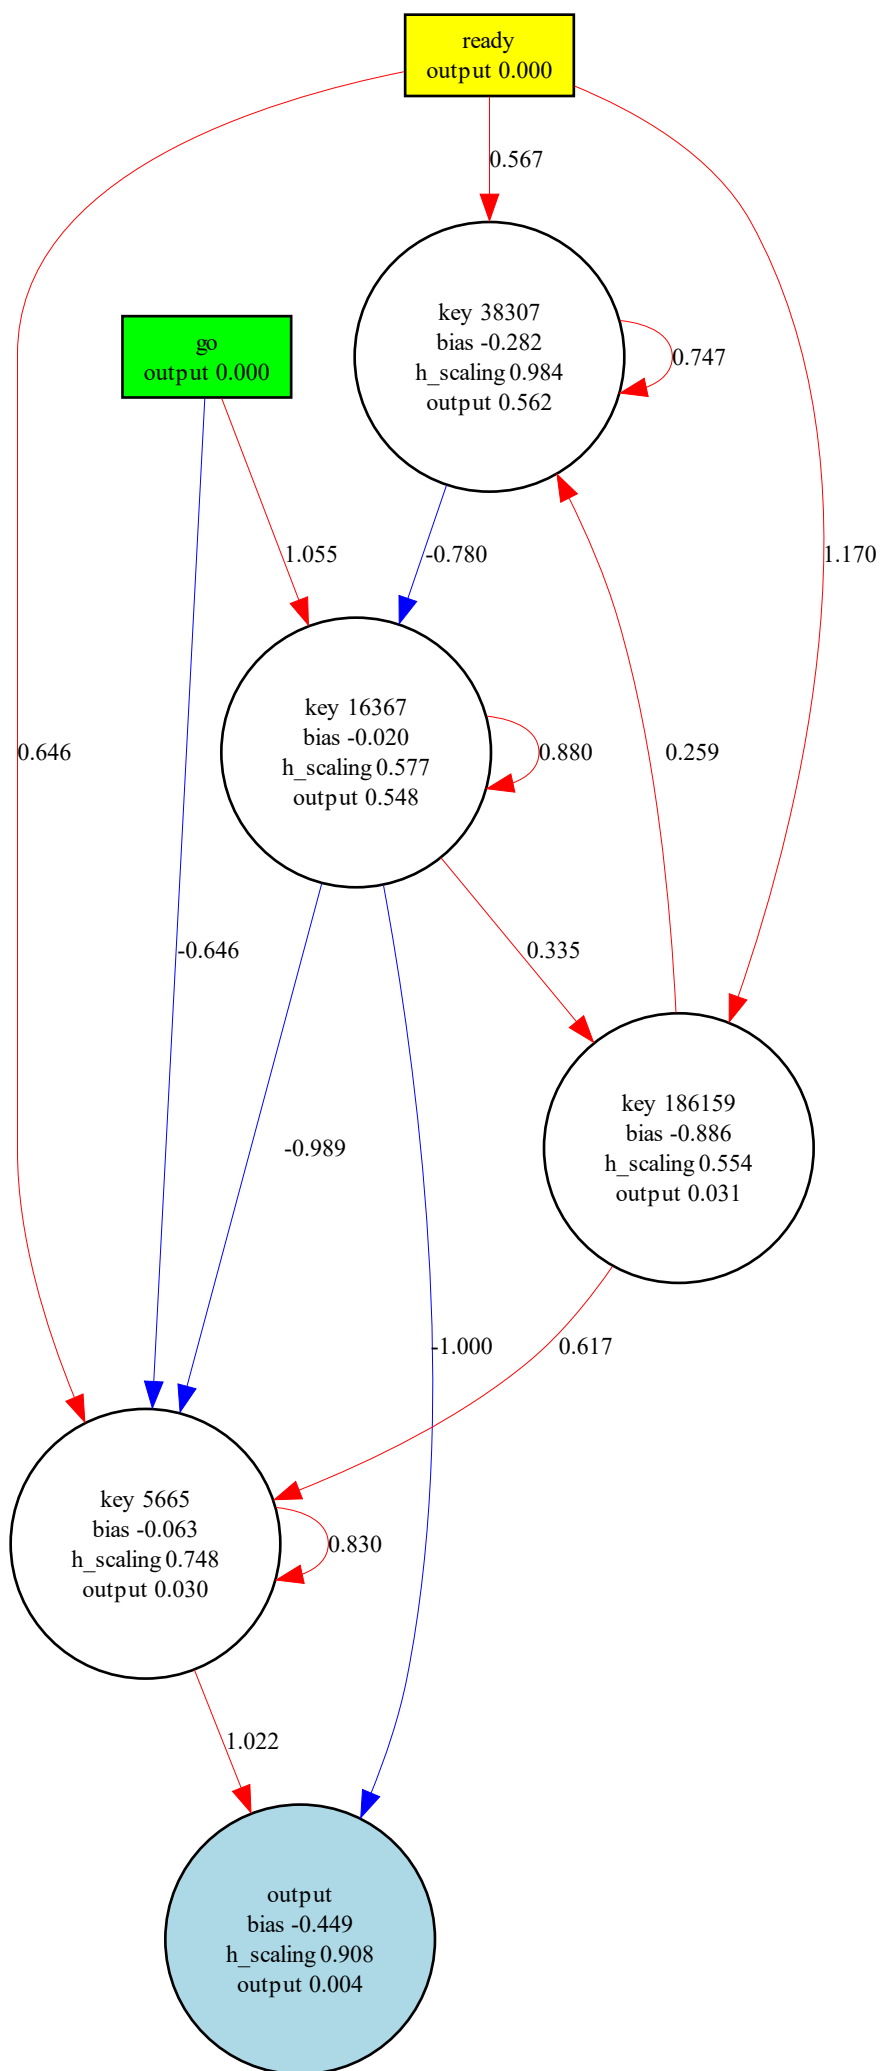 ready
output 0.000
0.567
go
output 0.000
key 38307
bias -0.282
h_scaling 0.984
output 0.562
0.747
1.055
-0.780
1.170
key 16367
bias -0.020
h_scaling 0.577
output 0.548
0.646
0.880
0.259
-0.646
0.335
key 186159
bias -0.886
h_scaling 0.554
output 0.031
-0.989
-1.000
0.617
key 5665
bias -0.063
h_scaling 0.748
output 0.030
0.830
1.022
output
bias -0.449
h_scaling 0.908
output 0.004